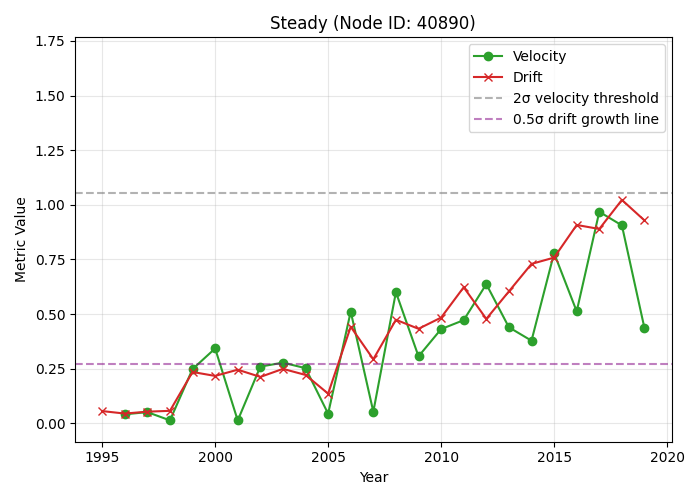 Steady (Node ID: 40890)
Velocity
Drift
2σ velocity threshold
0.5σ drift growth line
Metric Value
1.75
1.50
1.25
1.00
0.75
0.50
0.25
0.00
1995 2000 2005 2010 2015 2020
Year